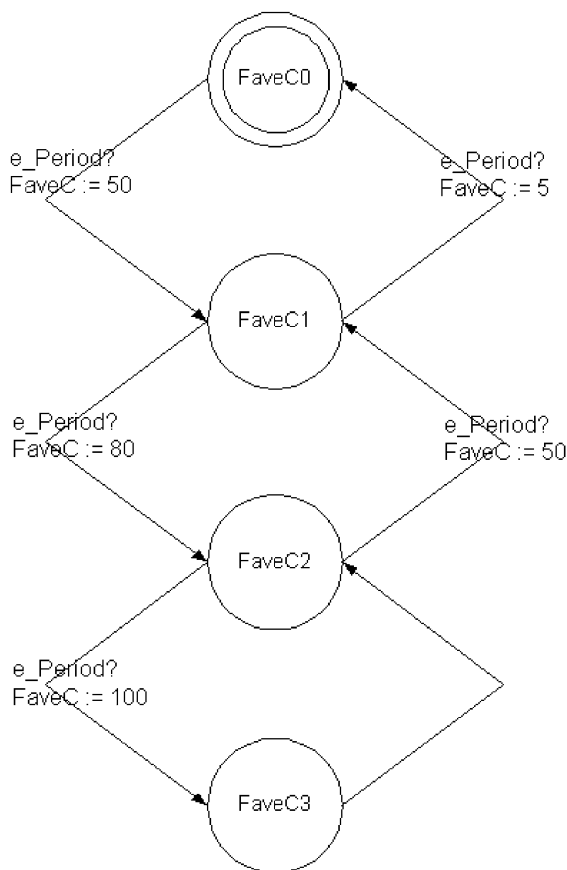 FaveC0
e_Period?
FaveC := 50
e_Period?
FaveC := 5
FaveC1
e_Period?
FaveC := 80
e_Period?
FaveC := 50
FaveC2
e_Period?
FaveC := 100
FaveC3